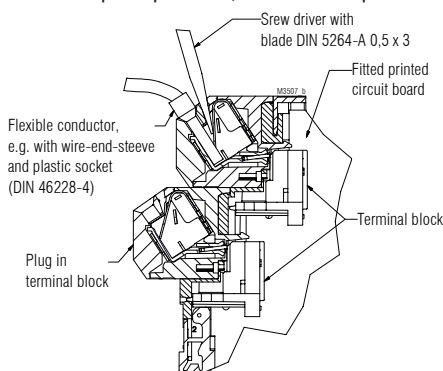 Srew driver with
blade DIN 5264-A 0,5 x 3
M3507_b
Fitted printed
circuit board
Flexible conductor,
e.g. with wire-end-steeve
and plastic socket
(DIN 46228-4)
Terminal block
Plug in
terminal block
2